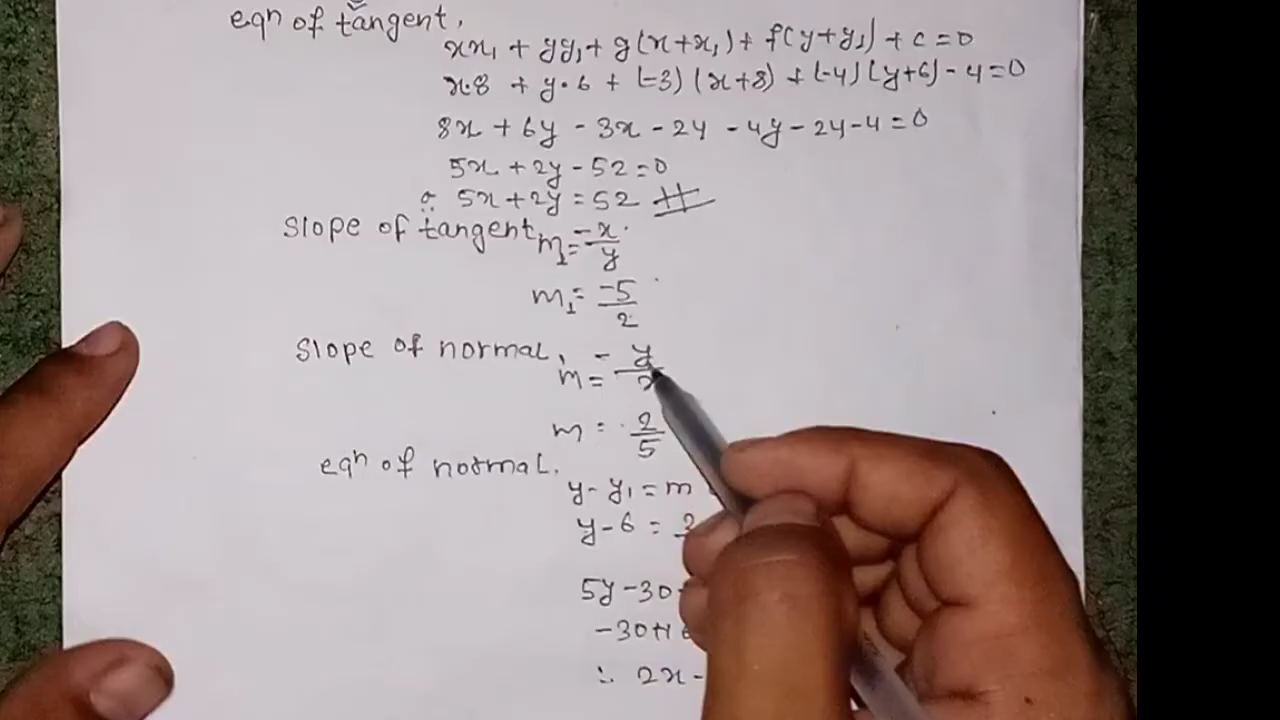 eqn of tangent,
xx₁ + yy₁ + g(x+x₁) + f(y+y₁) + c = 0
x·8 + y·6 + (-3)(x+8) + (-4)(y+6) - 4 = 0
8x + 6y - 3x - 24 - 4y - 24 - 4 = 0
5x + 2y - 52 = 0
∴ 5x + 2y = 52
Slope of tangent, m₁ = -x/y
m₁ = -5/2
Slope of normal,
m = -y/x
m = 2/5
eqn of normal,
y - y₁ = m
y - 6 =
5y - 30
-30+1
∴ 2x -